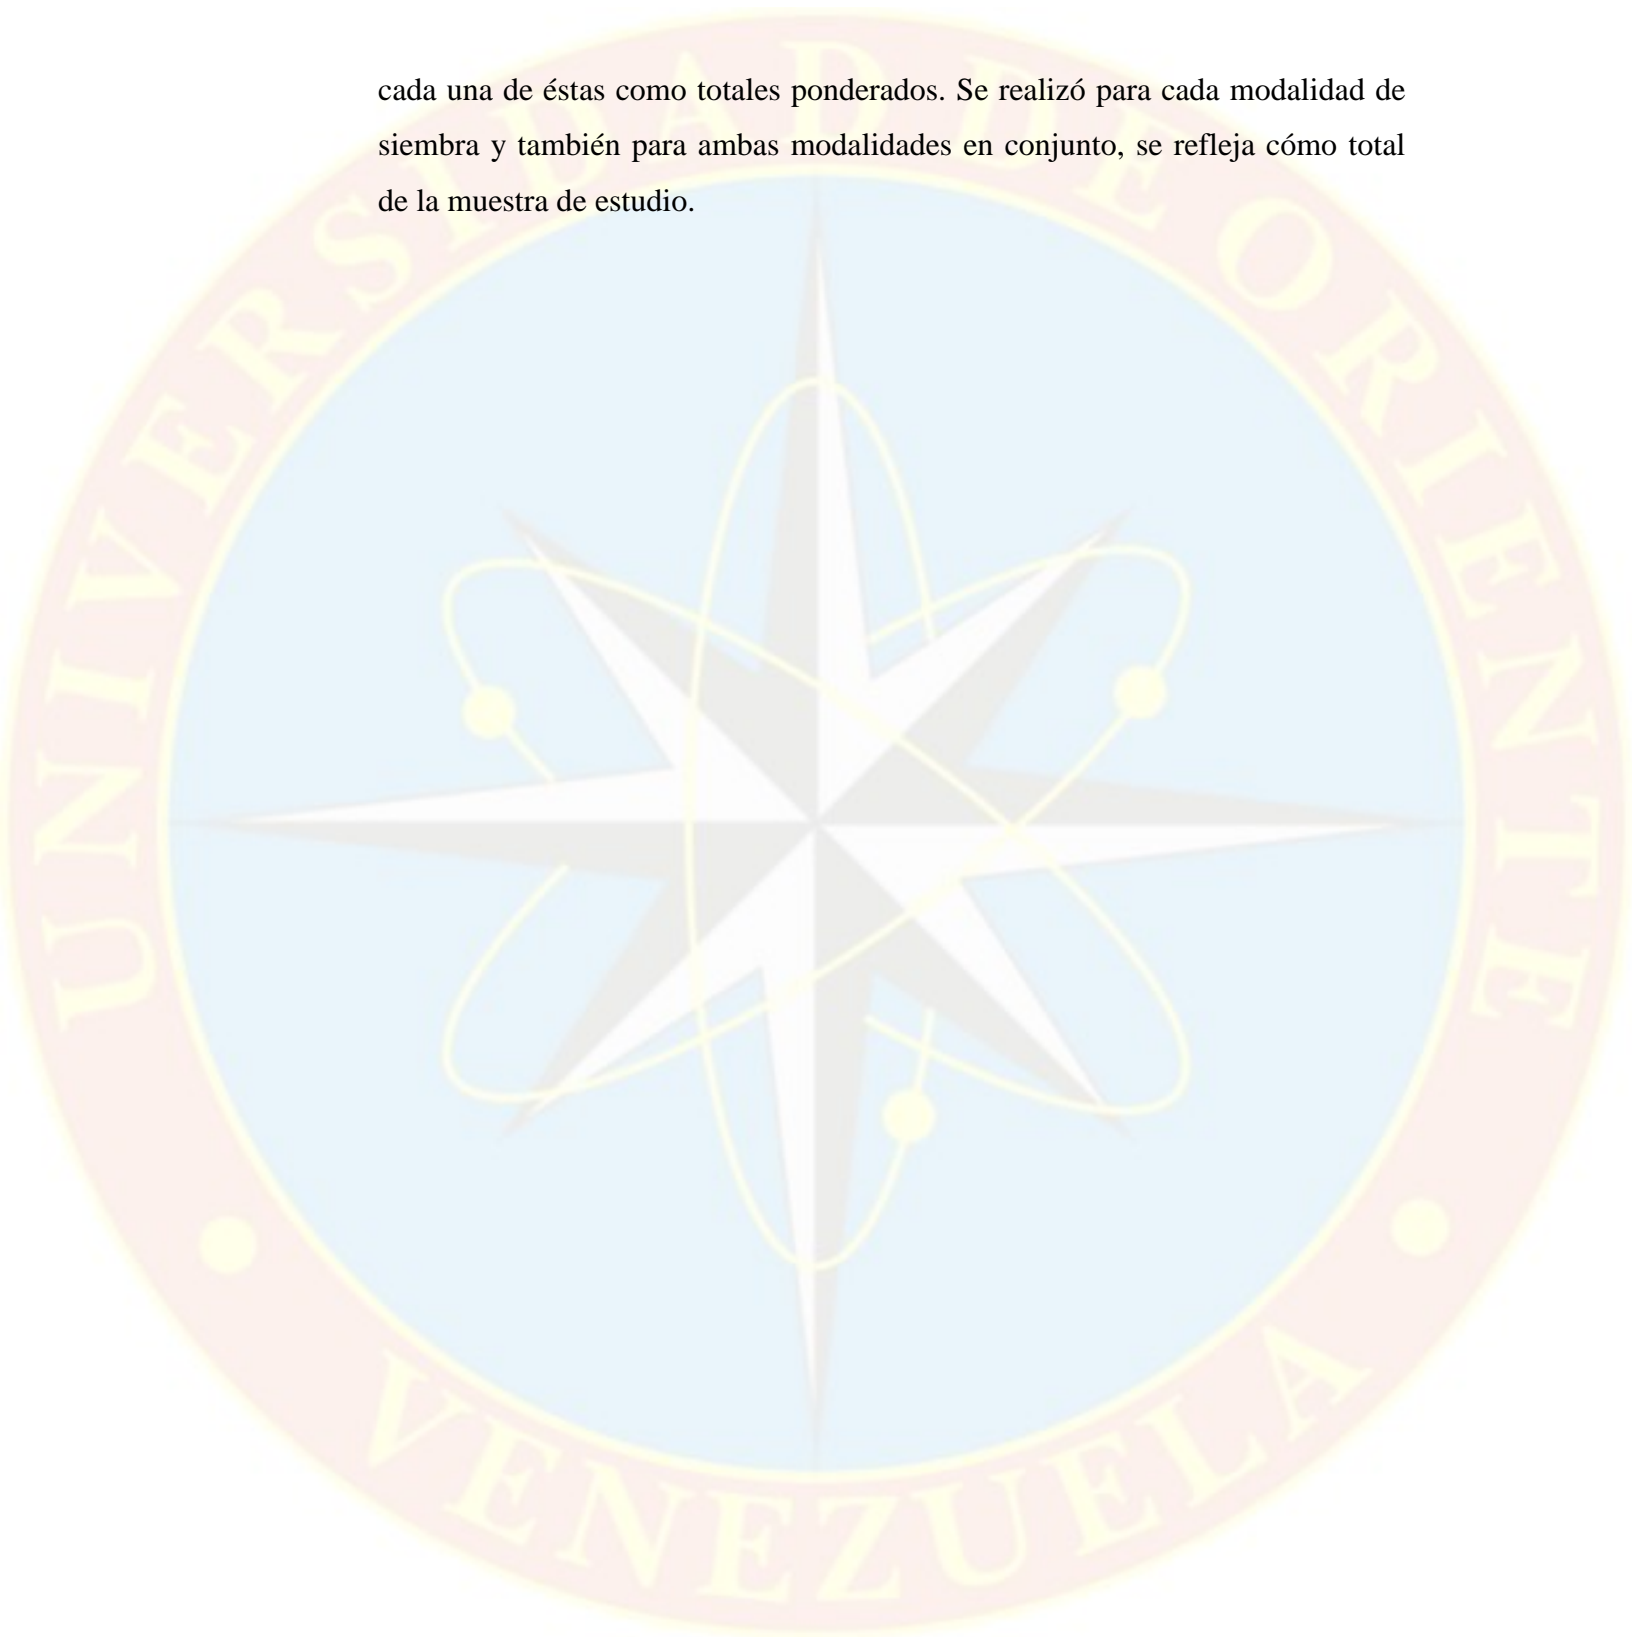 cada una de éstas como totales ponderados. Se realizó para cada modalidad de
siembra y también para ambas modalidades en conjunto, se refleja cómo total
de la muestra de estudio.
UNIVERSIDAD DE ORIENTE
VENEZUELA